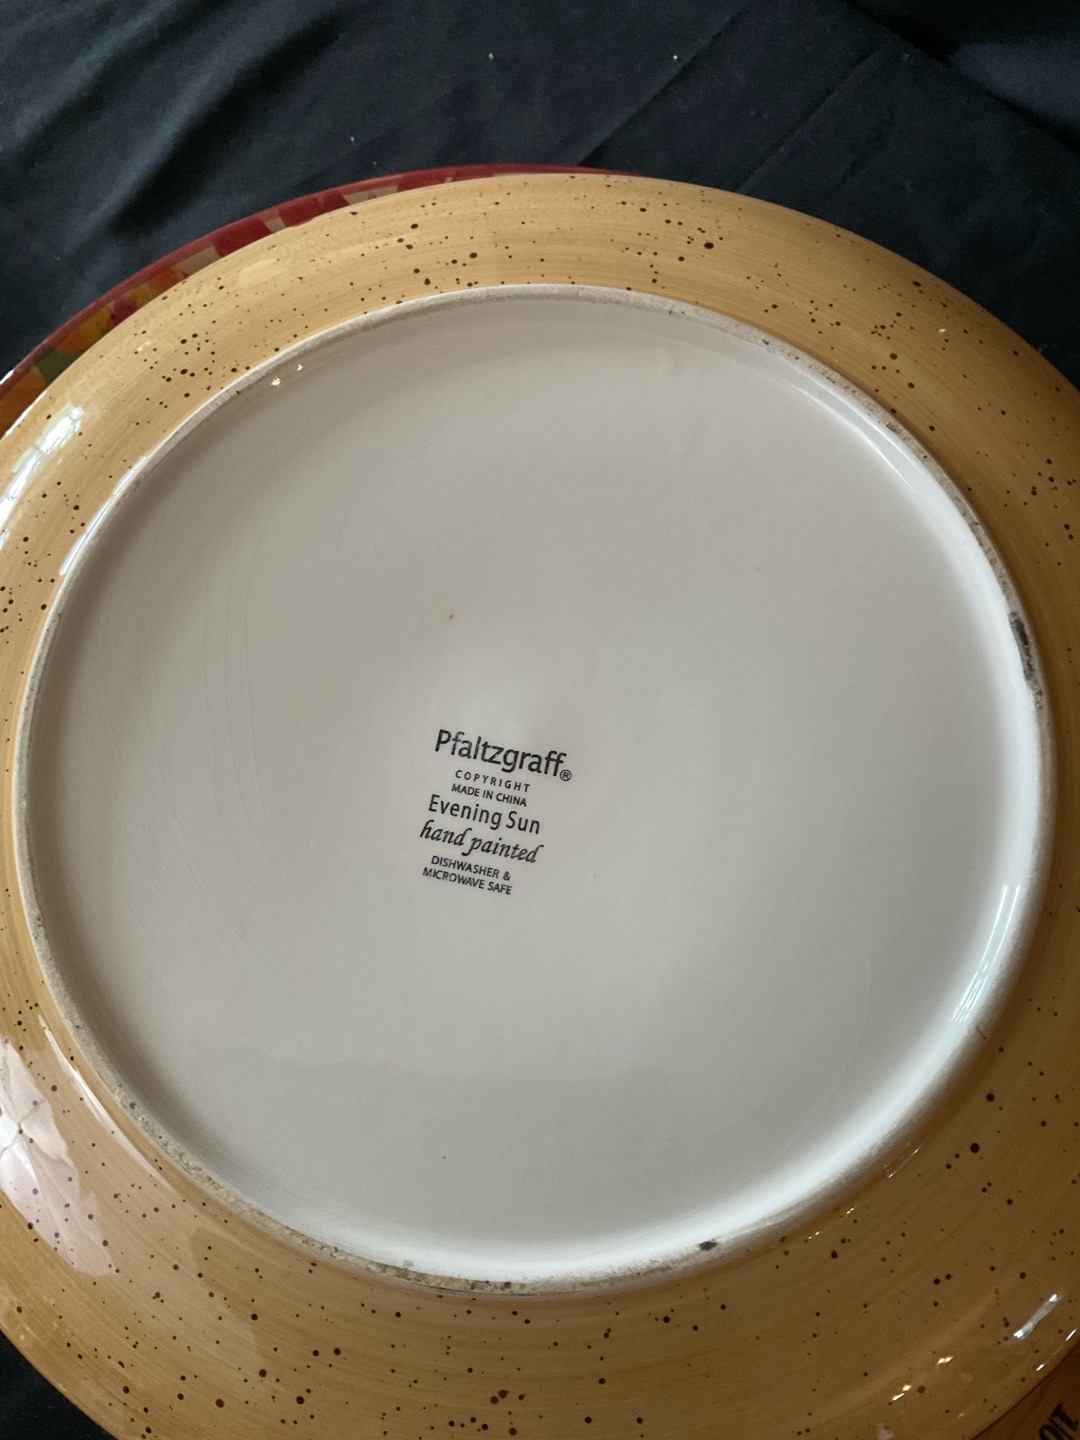 Pfaltzgraff®
COPYRIGHT
MADE IN CHINA
Evening Sun
hand painted
DISHWASHER &
MICROWAVE SAFE